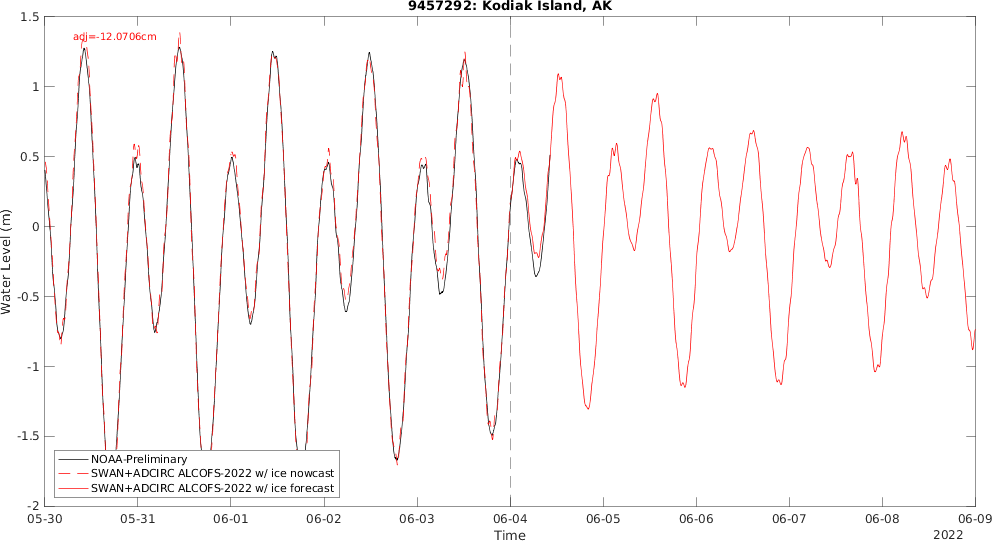 9457292: Kodiak Island, AK
adj=-12.0706cm
1.5
1
0.5
0
-0.5
-1
-1.5
-2
Water Level (m)
NOAA-Preliminary
SWAN+ADCIRC ALCOFS-2022 w/ ice nowcast
SWAN+ADCIRC ALCOFS-2022 w/ ice forecast
05-30 05-31 06-01 06-02 06-03 06-04 06-05 06-06 06-07 06-08 06-09
Time
2022